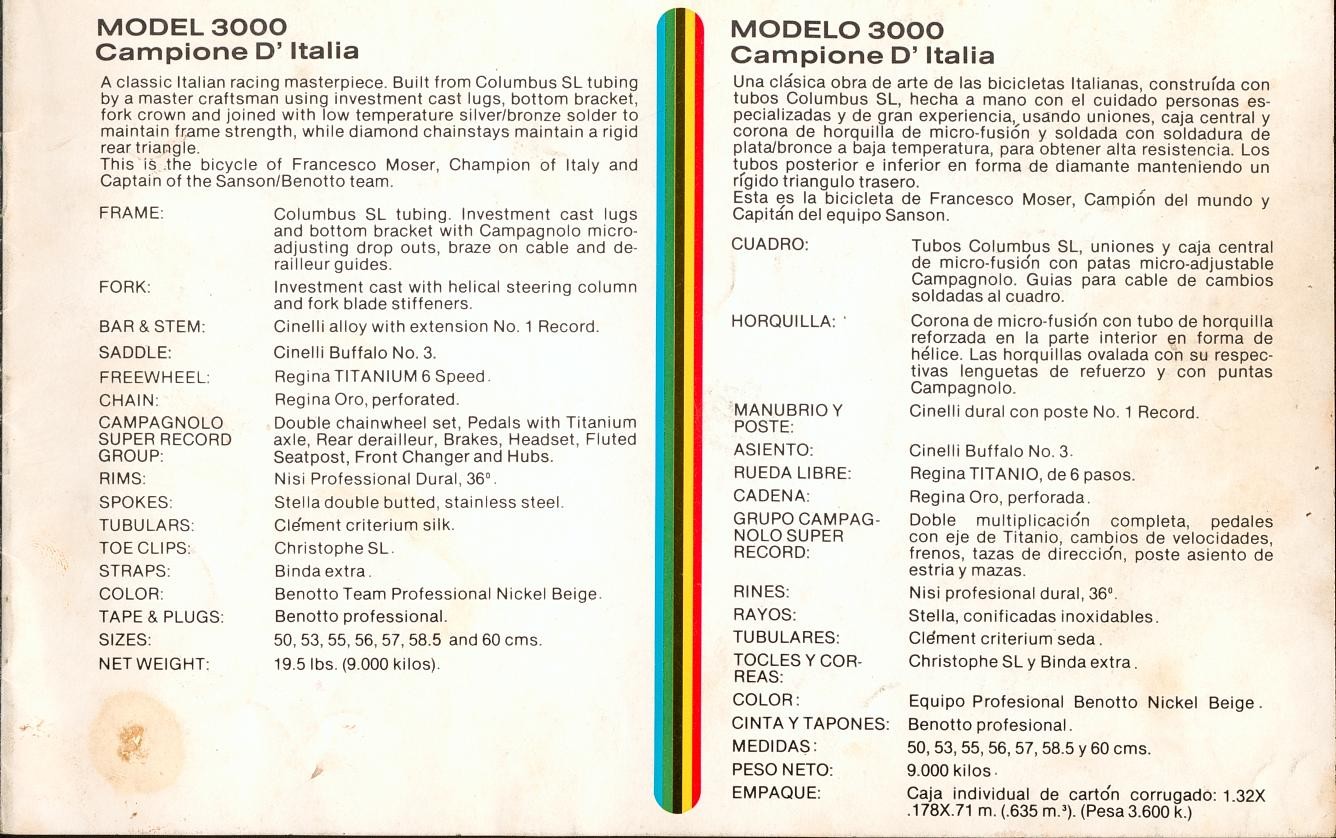 MODEL 3000
Campione D' Italia
A classic Italian racing masterpiece. Built from Columbus SL tubing
by a master craftsman using investment cast lugs, bottom bracket,
fork crown and joined with low temperature silver/bronze solder to
maintain frame strength, while diamond chainstays maintain a rigid
rear triangle.
This is the bicycle of Francesco Moser, Champion of Italy and
Captain of the Sanson/Benotto team.
FRAME: Columbus SL tubing. Investment cast lugs
and bottom bracket with Campagnolo micro-
adjusting drop outs, braze on cable and de-
railleur guides.
FORK: Investment cast with helical steering column
and fork blade stiffeners.
BAR & STEM: Cinelli alloy with extension No. 1 Record.
SADDLE: Cinelli Buffalo No. 3.
FREEWHEEL: Regina TITANIUM 6 Speed.
CHAIN: Regina Oro, perforated.
CAMPAGNOLO Double chainwheel set, Pedals with Titanium
SUPER RECORD axle, Rear derailleur, Brakes, Headset, Fluted
GROUP: Seatpost, Front Changer and Hubs.
RIMS: Nisi Professional Dural, 36º.
SPOKES: Stella double butted, stainless steel.
TUBULARS: Clément criterium silk.
TOE CLIPS: Christophe SL.
STRAPS: Binda extra.
COLOR: Benotto Team Professional Nickel Beige.
TAPE & PLUGS: Benotto professional.
SIZES: 50, 53, 55, 56, 57, 58.5 and 60 cms.
NET WEIGHT: 19.5 lbs. (9.000 kilos).
MODELO 3000
Campione D' Italia
Una clásica obra de arte de las bicicletas Italianas, construída con
tubos Columbus SL, hecha a mano con el cuidado personas es-
pecializadas y de gran experiencia, usando uniones, caja central y
corona de horquilla de micro-fusión y soldada con soldadura de
plata/bronce a baja temperatura, para obtener alta resistencia. Los
tubos posterior e inferior en forma de diamante manteniendo un
rígido triangulo trasero.
Esta es la bicicleta de Francesco Moser, Campión del mundo y
Capitán del equipo Sanson.
CUADRO: Tubos Columbus SL, uniones y caja central
de micro-fusión con patas micro-adjustable
Campagnolo. Guias para cable de cambios
soldadas al cuadro.
HORQUILLA: Corona de micro-fusión con tubo de horquilla
reforzada en la parte interior en forma de
hélice. Las horquillas ovalada con su respec-
tivas lenguetas de refuerzo y con puntas
Campagnolo.
MANUBRIO Y Cinelli dural con poste No. 1 Record.
POSTE:
ASIENTO: Cinelli Buffalo No. 3.
RUEDA LIBRE: Regina TITANIO, de 6 pasos.
CADENA: Regina Oro, perforada.
GRUPO CAMPAG- Doble multiplicación completa, pedales
NOLO SUPER con eje de Titanio, cambios de velocidades,
RECORD: frenos, tazas de dirección, poste asiento de
estria y mazas.
RINES: Nisi profesional dural, 36º.
RAYOS: Stella, conificadas inoxidables.
TUBULARES: Clément criterium seda.
TOCLES Y COR- Christophe SL y Binda extra.
REAS:
COLOR: Equipo Profesional Benotto Nickel Beige.
CINTA Y TAPONES: Benotto profesional.
MEDIDAS: 50, 53, 55, 56, 57, 58.5 y 60 cms.
PESO NETO: 9.000 kilos.
EMPAQUE: Caja individual de cartón corrugado: 1.32X
.178X.71 m. (.635 m.³). (Pesa 3.600 k.)